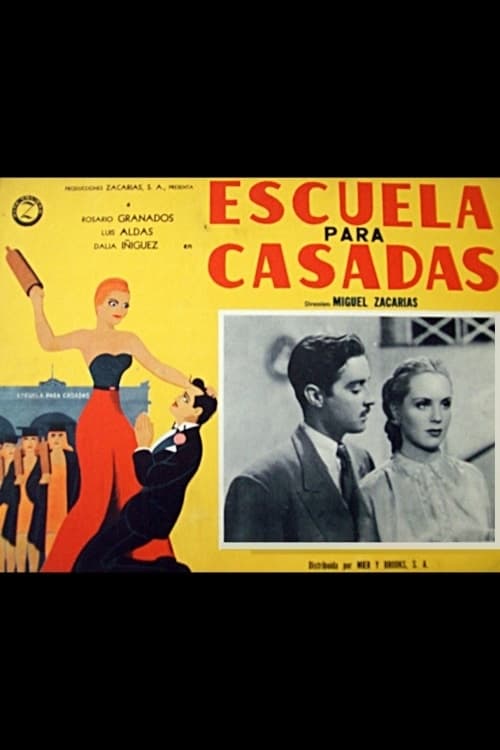 PRODUCCIONES ZACARIAS, S. A., PRESENTA
a
ROSARIO GRANADOS
LUIS ALDAS
DALIA IÑIGUEZ en
ESCUELA
PARA
CASADAS
Dirección: MIGUEL ZACARIAS
Z
ESCUELA PARA CASADAS
Distribuida por MIER Y BROOKS, S. A.